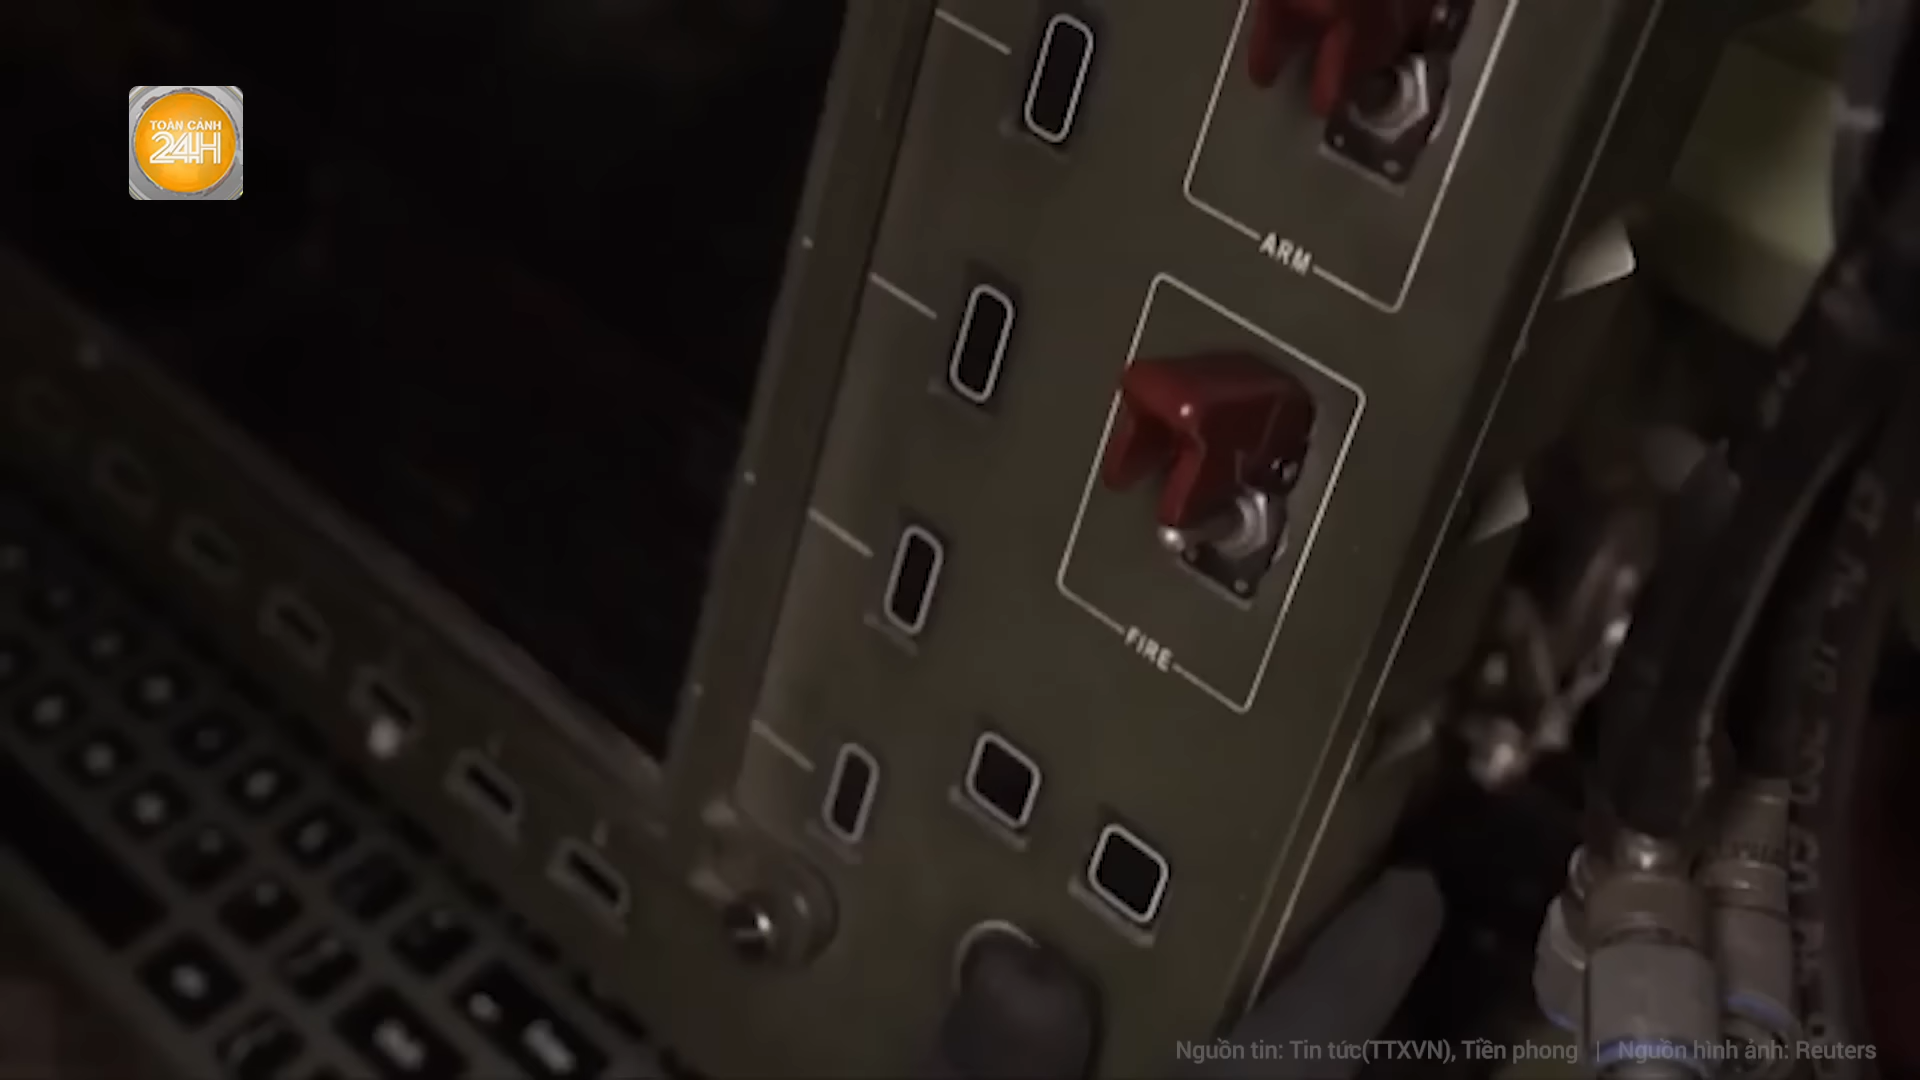 TOÀN CẢNH
24H
ARM
FIRE
Nguồn tin: Tin tức(TTXVN), Tiền phong | Nguồn hình ảnh: Reuters